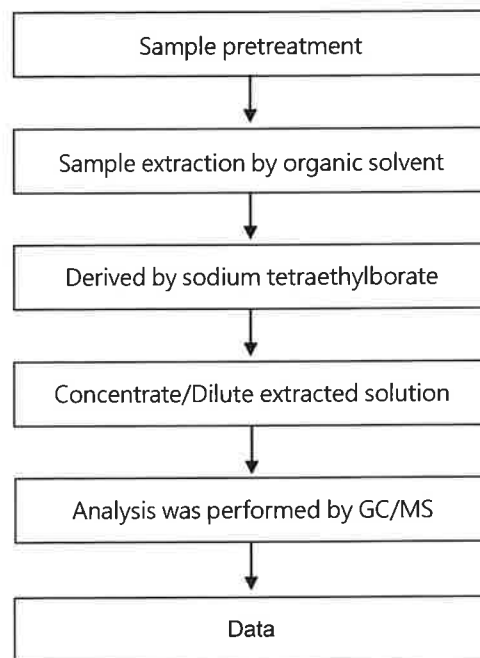 Sample pretreatment
Sample extraction by organic solvent
Derived by sodium tetraethylborate
Concentrate/Dilute extracted solution
Analysis was performed by GC/MS
Data